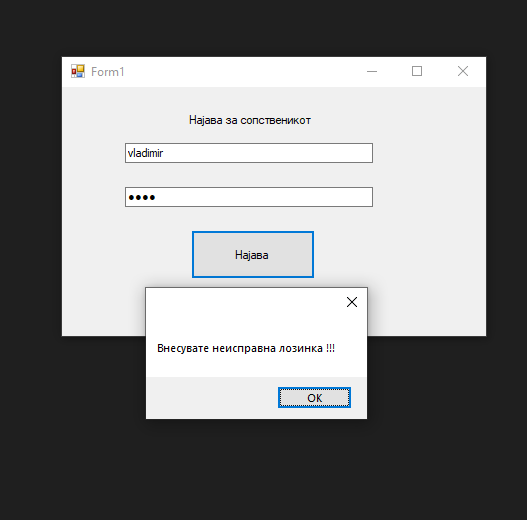 Form1
Најава за сопственикот
vladimir
••••
Најава
Внесувате неисправна лозинка !!!
OK